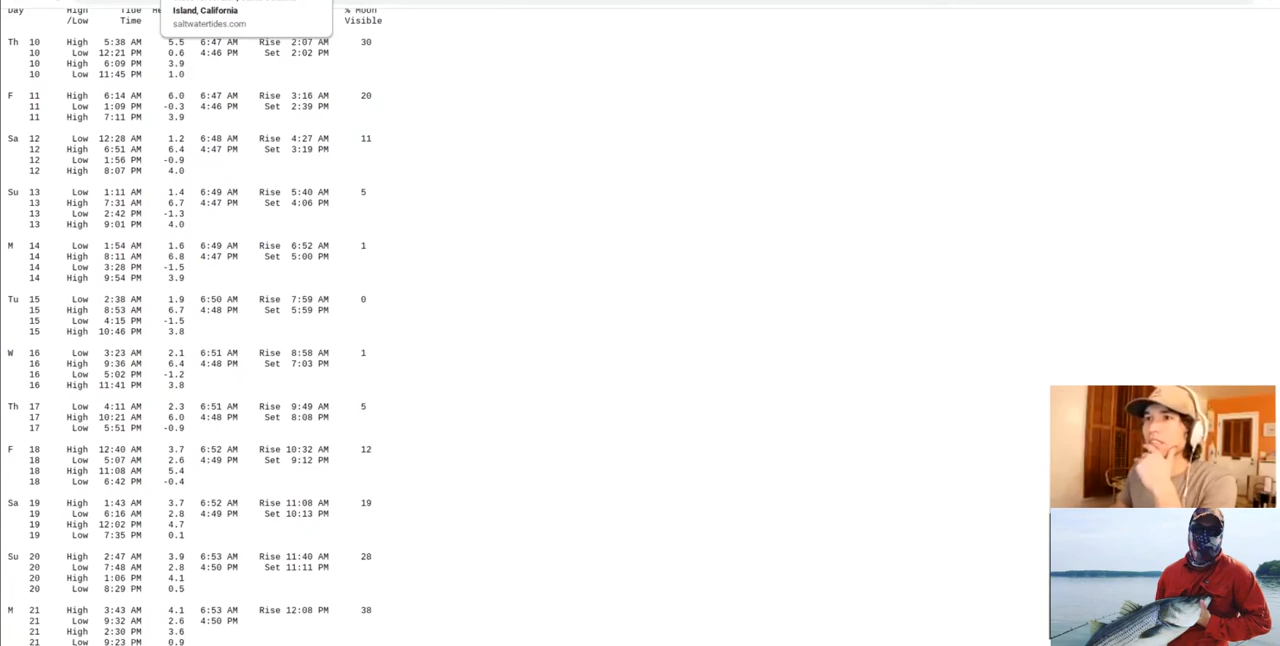 Day High Tide % Moon
Island, California
/Low Time Visible
saltwatertides.com
Th 10 High 5:38 AM 5.5 6:47 AM Rise 2:07 AM 30
10 Low 12:21 PM 0.6 4:46 PM Set 2:02 PM
10 High 6:09 PM 3.9
10 Low 11:45 PM 1.0
F 11 High 6:14 AM 6.0 6:47 AM Rise 3:16 AM 20
11 Low 1:09 PM -0.3 4:46 PM Set 2:39 PM
11 High 7:11 PM 3.9
Sa 12 Low 12:28 AM 1.2 6:48 AM Rise 4:27 AM 11
12 High 6:51 AM 6.4 4:47 PM Set 3:19 PM
12 Low 1:56 PM -0.9
12 High 8:07 PM 4.0
Su 13 Low 1:11 AM 1.4 6:49 AM Rise 5:40 AM 5
13 High 7:31 AM 6.7 4:47 PM Set 4:06 PM
13 Low 2:42 PM -1.3
13 High 9:01 PM 4.0
M 14 Low 1:54 AM 1.6 6:49 AM Rise 6:52 AM 1
14 High 8:11 AM 6.8 4:47 PM Set 5:00 PM
14 Low 3:28 PM -1.5
14 High 9:54 PM 3.9
Tu 15 Low 2:38 AM 1.9 6:50 AM Rise 7:59 AM 0
15 High 8:53 AM 6.7 4:48 PM Set 5:59 PM
15 Low 4:15 PM -1.5
15 High 10:46 PM 3.8
W 16 Low 3:23 AM 2.1 6:51 AM Rise 8:58 AM 1
16 High 9:36 AM 6.4 4:48 PM Set 7:03 PM
16 Low 5:02 PM -1.2
16 High 11:41 PM 3.8
Th 17 Low 4:11 AM 2.3 6:51 AM Rise 9:49 AM 5
17 High 10:21 AM 6.0 4:48 PM Set 8:08 PM
17 Low 5:51 PM -0.9
F 18 High 12:40 AM 3.7 6:52 AM Rise 10:32 AM 12
18 Low 5:07 AM 2.6 4:49 PM Set 9:12 PM
18 High 11:08 AM 5.4
18 Low 6:42 PM -0.4
Sa 19 High 1:43 AM 3.7 6:52 AM Rise 11:08 AM 19
19 Low 6:16 AM 2.8 4:49 PM Set 10:13 PM
19 High 12:02 PM 4.7
19 Low 7:35 PM 0.1
Su 20 High 2:47 AM 3.9 6:53 AM Rise 11:40 AM 28
20 Low 7:48 AM 2.8 4:50 PM Set 11:11 PM
20 High 1:06 PM 4.1
20 Low 8:29 PM 0.5
M 21 High 3:43 AM 4.1 6:53 AM Rise 12:08 PM 38
21 Low 9:32 AM 2.6 4:50 PM
21 High 2:30 PM 3.6
21 Low 9:23 PM 0.9